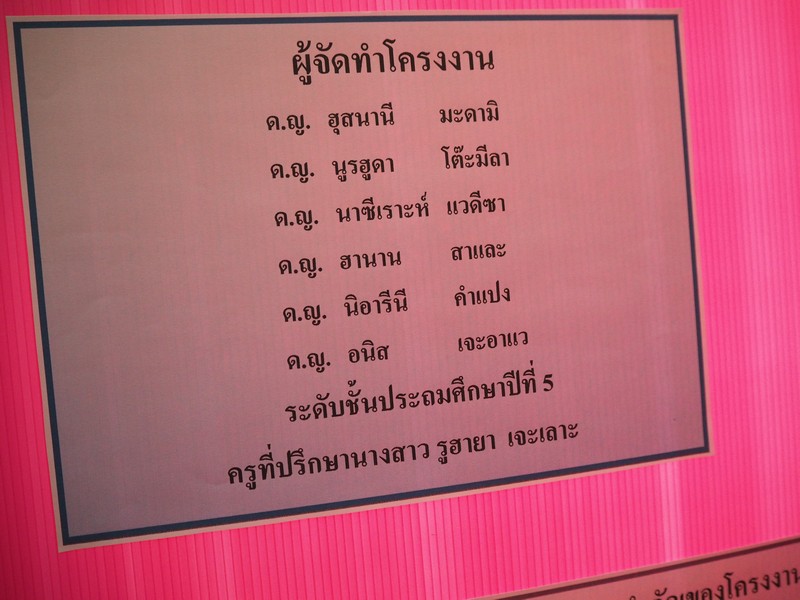 ผู้จัดทำโครงงาน
ด.ญ. ฮุสนานี มะดามิ
ด.ญ. นูรฮูดา โต๊ะมีลา
ด.ญ. นาซีเราะห์ แวดีซา
ด.ญ. ฮานาน สาและ
ด.ญ. นิอารีนี คำแปง
ด.ญ. อนิส เจะอาแว
ระดับชั้นประถมศึกษาปีที่ 5
ครูที่ปรึกษานางสาว รูฮายา เจะเลาะ
ของโครงงาน